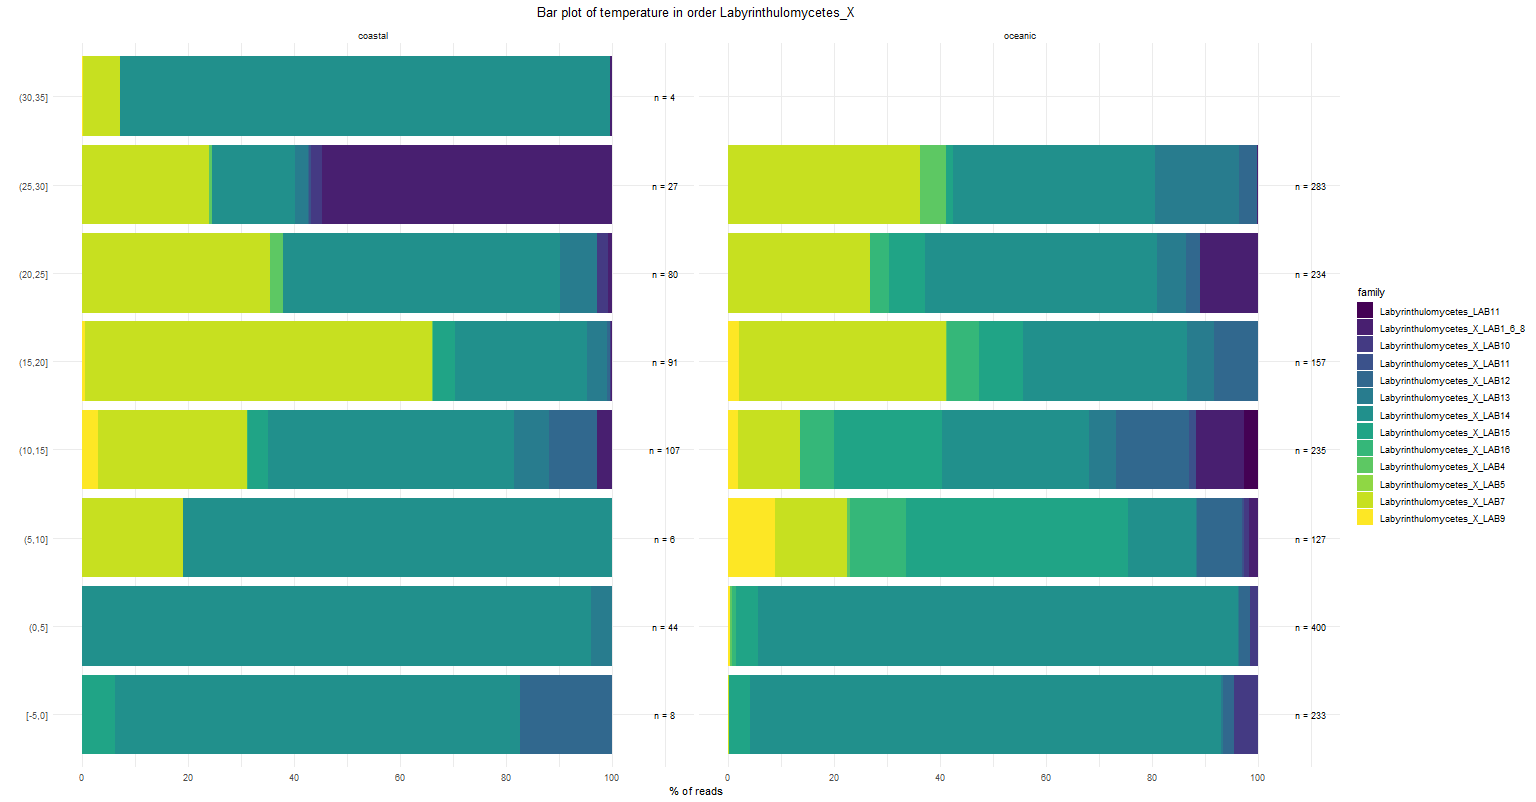 Bar plot of temperature in order Labyrinthulomycetes_X
coastal
oceanic
(30,35]
n = 4
(25,30]
n = 27
n = 283
(20,25]
n = 80
n = 234
(15,20]
n = 91
n = 157
(10,15]
n = 107
n = 235
(5,10]
n = 6
n = 127
(0,5]
n = 44
n = 400
[-5,0]
n = 8
n = 233
0 20 40 60 80 100
0 20 40 60 80 100
% of reads
family
Labyrinthulomycetes_LAB11
Labyrinthulomycetes_X_LAB1_6_8
Labyrinthulomycetes_X_LAB10
Labyrinthulomycetes_X_LAB11
Labyrinthulomycetes_X_LAB12
Labyrinthulomycetes_X_LAB13
Labyrinthulomycetes_X_LAB14
Labyrinthulomycetes_X_LAB15
Labyrinthulomycetes_X_LAB16
Labyrinthulomycetes_X_LAB4
Labyrinthulomycetes_X_LAB5
Labyrinthulomycetes_X_LAB7
Labyrinthulomycetes_X_LAB9